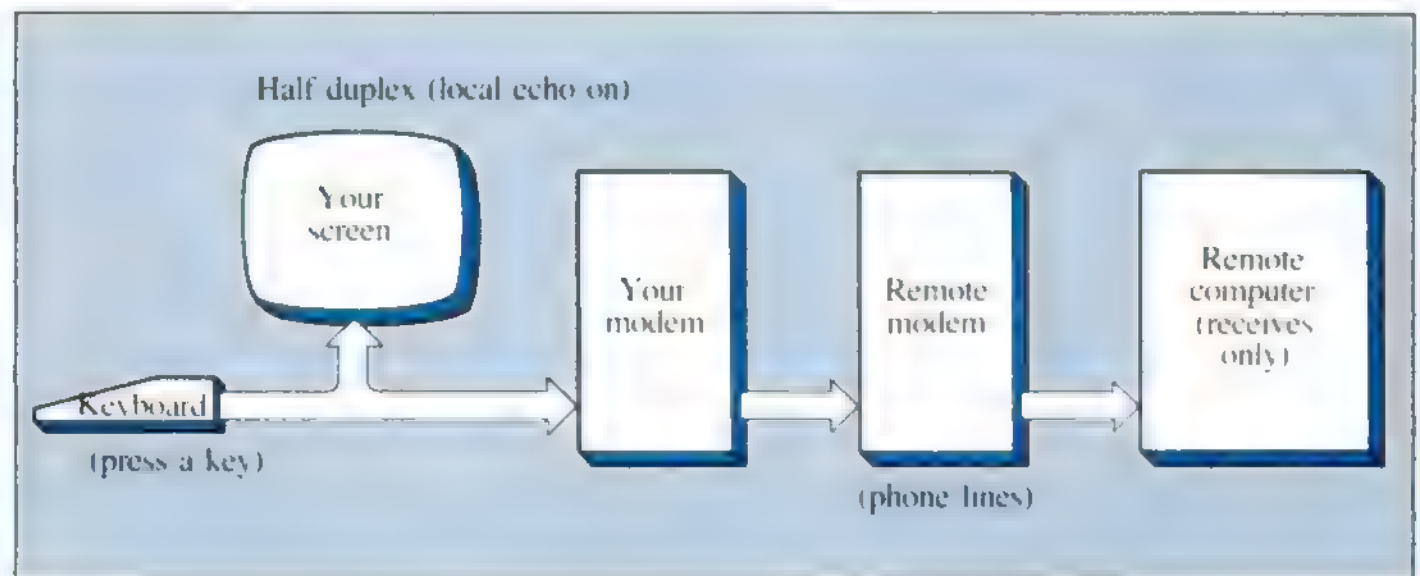 Half duplex (local echo on)
Your
screen
Your
modem
Remote
modem
Remote
computer
(receives
only)
Keyboard
(press a key)
(phone lines)